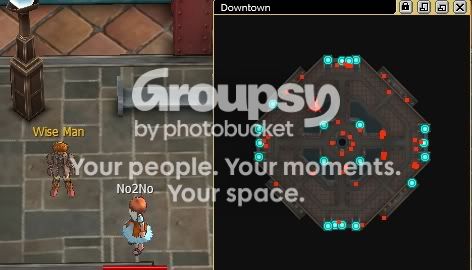 Downtown
Groupsy
by photobucket
Wise Man
Your people. Your moments.
Your space.
No2No